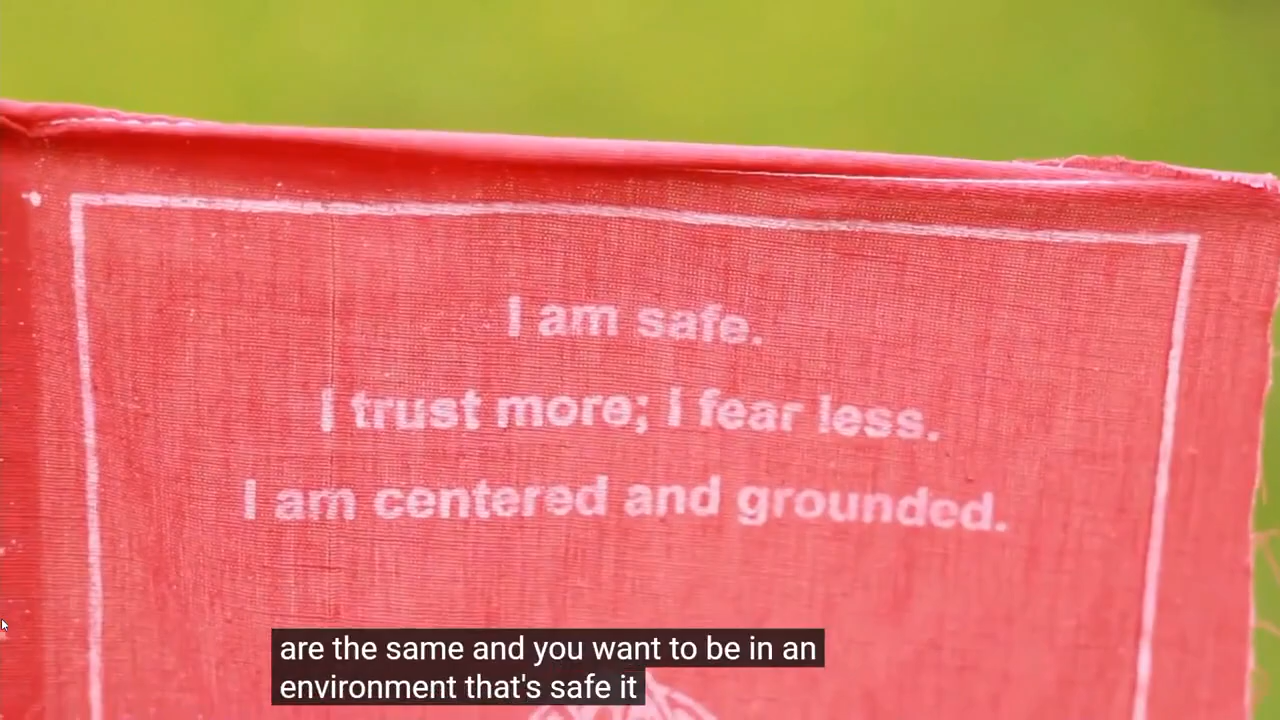 I am safe.
I trust more; I fear less.
I am centered and grounded.
are the same and you want to be in an
environment that's safe it